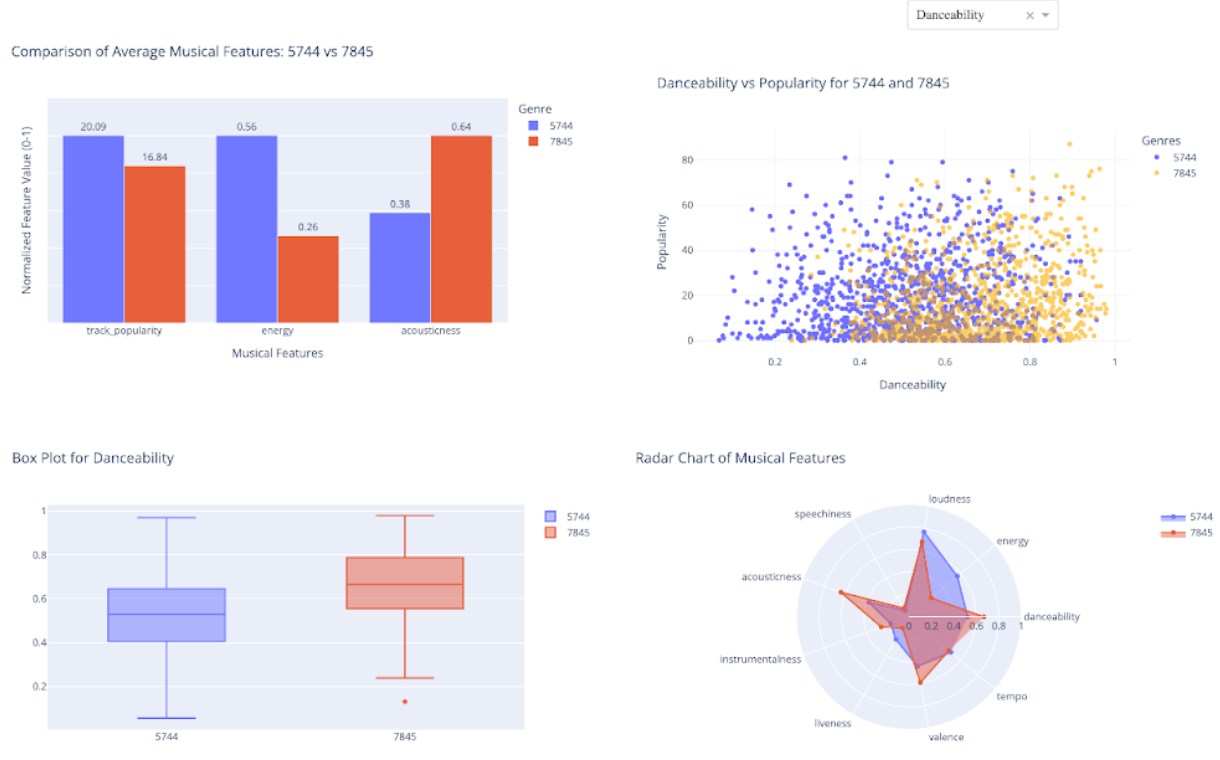 Danceability
Comparison of Average Musical Features: 5744 vs 7845
Normalized Feature Value (0-1)
20.09
16.84
0.56
0.26
0.38
0.64
track_popularity
energy
acousticness
Musical Features
Genre
5744
7845
Danceability vs Popularity for 5744 and 7845
Popularity
80
60
40
20
0
0.2
0.4
0.6
0.8
1
Danceability
Genres
5744
7845
Box Plot for Danceability
1
0.8
0.6
0.4
0.2
5744
7845
5744
7845
Radar Chart of Musical Features
loudness
speechiness
energy
acousticness
danceability
0
0.2
0.4
0.6
0.8
1
instrumentalness
tempo
liveness
valence
5744
7845